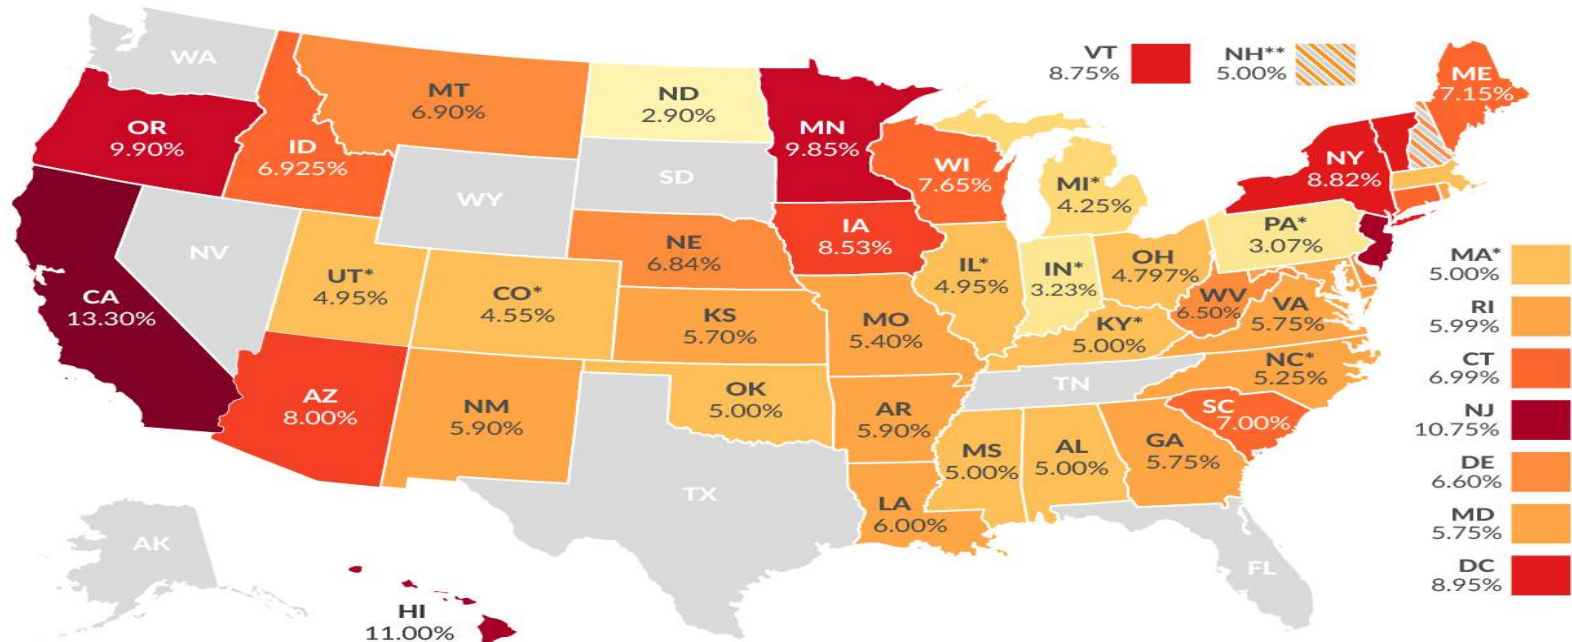 WA
VT
8.75%
NH**
5.00%
ME
7.15%
MT
6.90%
ND
2.90%
OR
9.90%
ID
6.925%
MN
9.85%
WI
7.65%
NY
8.82%
SD
MI*
4.25%
WY
IA
8.53%
PA*
3.07%
NV
NE
6.84%
UT*
4.95%
CO*
4.55%
IL*
4.95%
IN*
3.23%
OH
4.797%
MA*
5.00%
CA
13.30%
KS
5.70%
MO
5.40%
WV
6.50%
VA
5.75%
RI
5.99%
KY*
5.00%
NC*
5.25%
CT
6.99%
AZ
8.00%
NM
5.90%
OK
5.00%
TN
AR
5.90%
SC
7.00%
NJ
10.75%
MS
5.00%
AL
5.00%
GA
5.75%
DE
6.60%
TX
LA
6.00%
MD
5.75%
AK
FL
DC
8.95%
HI
11.00%